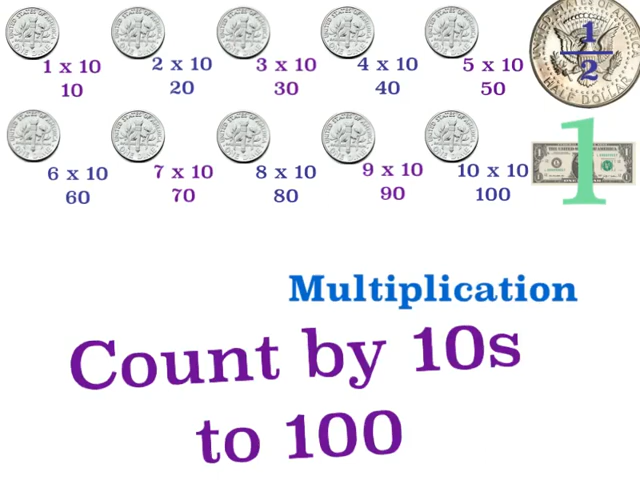 1 x 10
10
2 x 10
20
3 x 10
30
4 x 10
40
5 x 10
50
1
2
HALF DOLLAR
6 x 10
60
7 x 10
70
8 x 10
80
9 x 10
90
10 x 10
100
1
Multiplication
Count by 10s
to 100